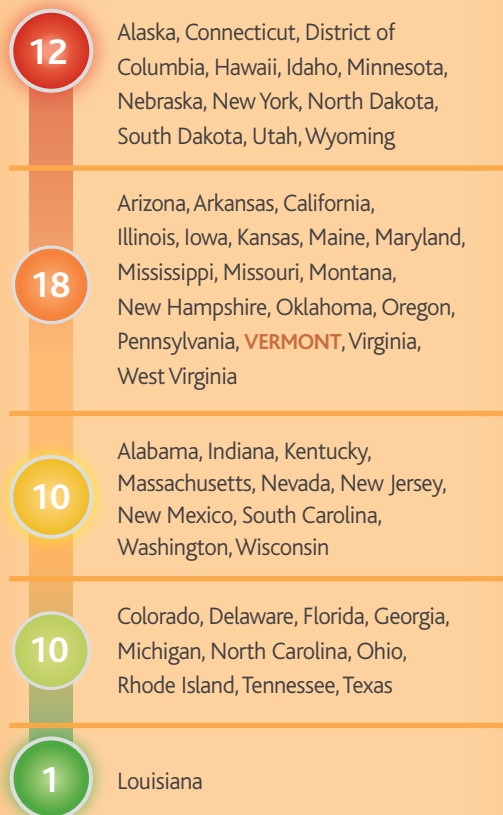 12
Alaska, Connecticut, District of
Columbia, Hawaii, Idaho, Minnesota,
Nebraska, New York, North Dakota,
South Dakota, Utah, Wyoming
18
Arizona, Arkansas, California,
Illinois, Iowa, Kansas, Maine, Maryland,
Mississippi, Missouri, Montana,
New Hampshire, Oklahoma, Oregon,
Pennsylvania, VERMONT, Virginia,
West Virginia
10
Alabama, Indiana, Kentucky,
Massachusetts, Nevada, New Jersey,
New Mexico, South Carolina,
Washington, Wisconsin
10
Colorado, Delaware, Florida, Georgia,
Michigan, North Carolina, Ohio,
Rhode Island, Tennessee, Texas
1
Louisiana